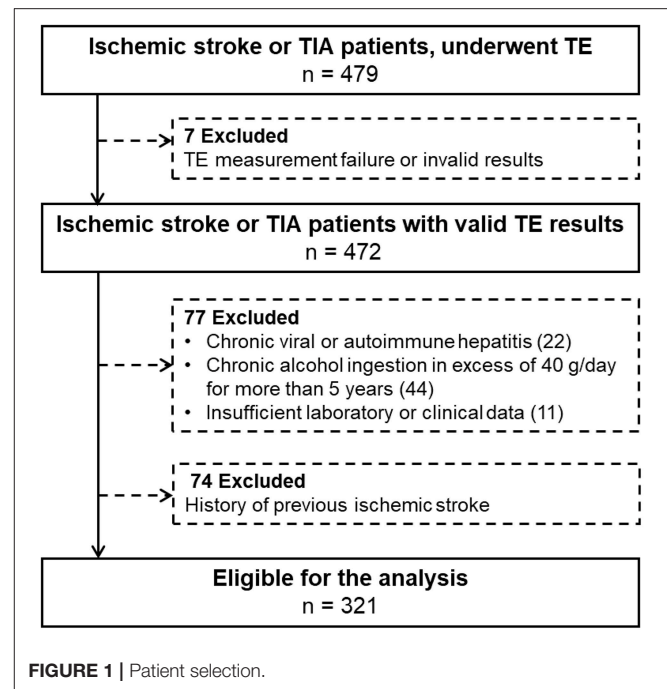 Ischemic stroke or TIA patients, underwent TE
n = 479
7 Excluded
TE measurement failure or invalid results
Ischemic stroke or TIA patients with valid TE results
n = 472
77 Excluded
• Chronic viral or autoimmune hepatitis (22)
• Chronic alcohol ingestion in excess of 40 g/day
for more than 5 years (44)
• Insufficient laboratory or clinical data (11)
74 Excluded
History of previous ischemic stroke
Eligible for the analysis
n = 321
FIGURE 1 | Patient selection.